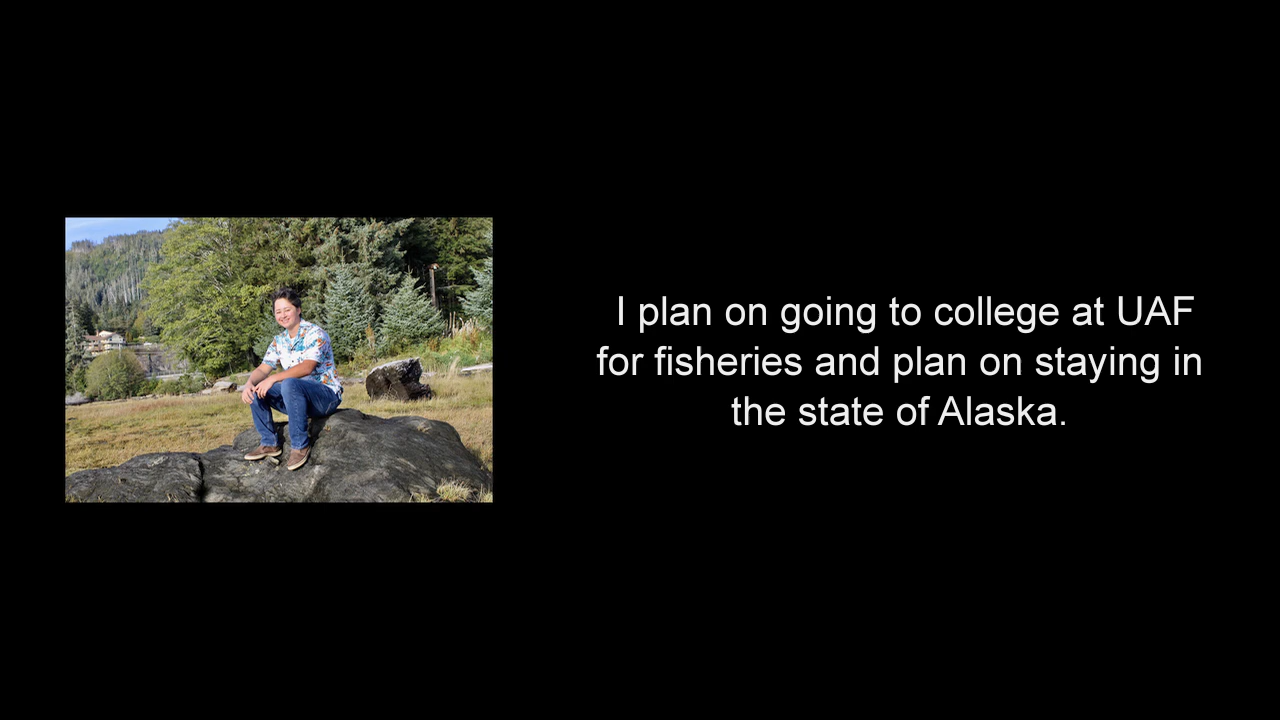 I plan on going to college at UAF
for fisheries and plan on staying in
the state of Alaska.